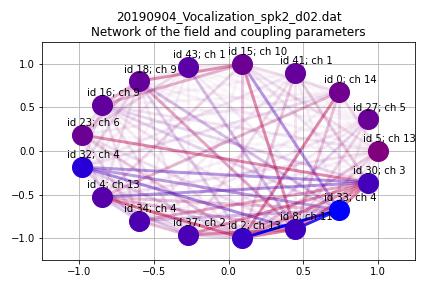 20190904_Vocalization_spk2_d02.dat
Network of the field and coupling parameters
id 43; ch 1
id 15; ch 10
id 41; ch 1
id 18; ch 9
id 0; ch 14
id 16; ch 9
id 27; ch 5
id 23; ch 6
id 5; ch 13
id 32; ch 4
id 30; ch 3
id 4; ch 13
id 33; ch 4
id 34; ch 4
id 8; ch 11
id 37; ch 2
id 2; ch 13
1.0
0.5
0.0
−0.5
−1.0
−1.0
−0.5
0.0
0.5
1.0